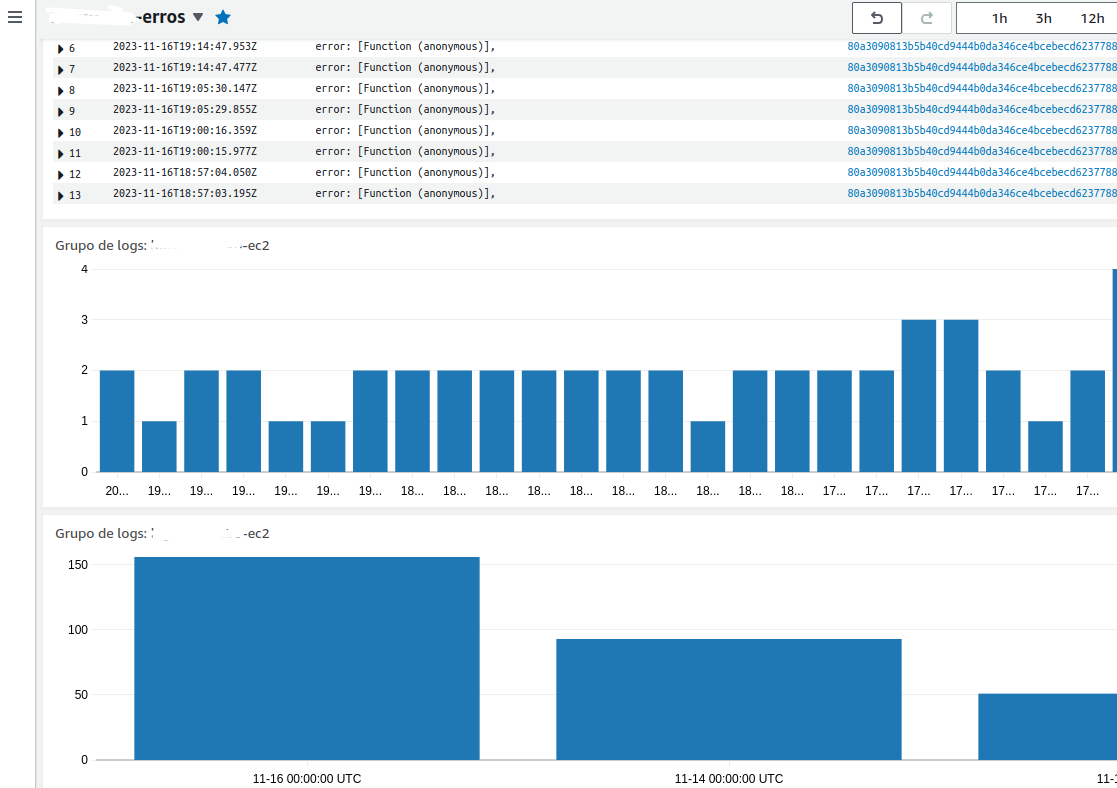 -erros
1h 3h 12h
6 2023-11-16T19:14:47.953Z error: [Function (anonymous)], 80a3090813b5b40cd9444b0da346ce4bcebecd6237788
7 2023-11-16T19:14:47.477Z error: [Function (anonymous)], 80a3090813b5b40cd9444b0da346ce4bcebecd6237788
8 2023-11-16T19:05:30.147Z error: [Function (anonymous)], 80a3090813b5b40cd9444b0da346ce4bcebecd6237788
9 2023-11-16T19:05:29.855Z error: [Function (anonymous)], 80a3090813b5b40cd9444b0da346ce4bcebecd6237788
10 2023-11-16T19:00:16.359Z error: [Function (anonymous)], 80a3090813b5b40cd9444b0da346ce4bcebecd6237788
11 2023-11-16T19:00:15.977Z error: [Function (anonymous)], 80a3090813b5b40cd9444b0da346ce4bcebecd6237788
12 2023-11-16T18:57:04.050Z error: [Function (anonymous)], 80a3090813b5b40cd9444b0da346ce4bcebecd6237788
13 2023-11-16T18:57:03.195Z error: [Function (anonymous)], 80a3090813b5b40cd9444b0da346ce4bcebecd6237788
Grupo de logs: -ec2
4
3
2
1
0
20... 19... 19... 19... 19... 19... 19... 18... 18... 18... 18... 18... 18... 18... 18... 18... 18... 17... 17... 17... 17... 17... 17... 17...
Grupo de logs: -ec2
150
100
50
0
11-16 00:00:00 UTC 11-14 00:00:00 UTC 11-1